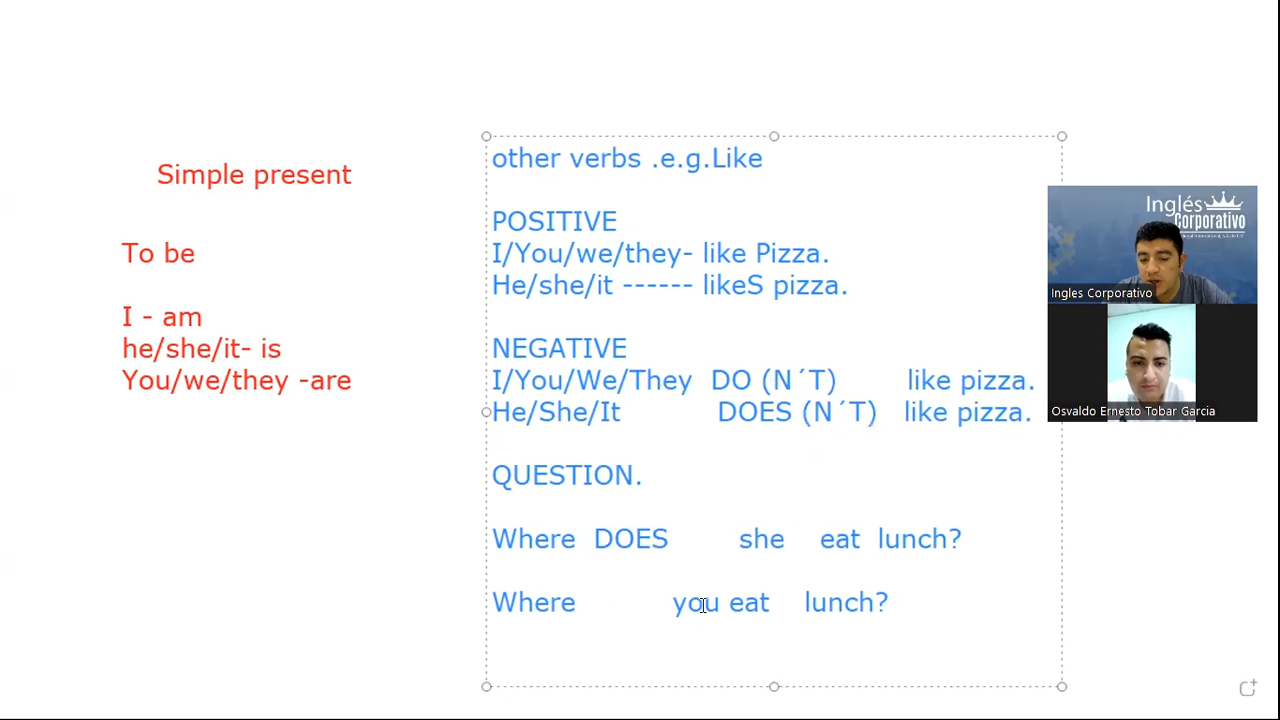 Simple present
To be
I - am
he/she/it- is
You/we/they -are
other verbs .e.g.Like
POSITIVE
I/You/we/they- like Pizza.
He/she/it ------ likeS pizza.
NEGATIVE
I/You/We/They DO (N´T) like pizza.
He/She/It DOES (N´T) like pizza.
QUESTION.
Where DOES she eat lunch?
Where you eat lunch?
Inglés
Corporativo
Ingles Corporativo
Osvaldo Ernesto Tobar Garcia